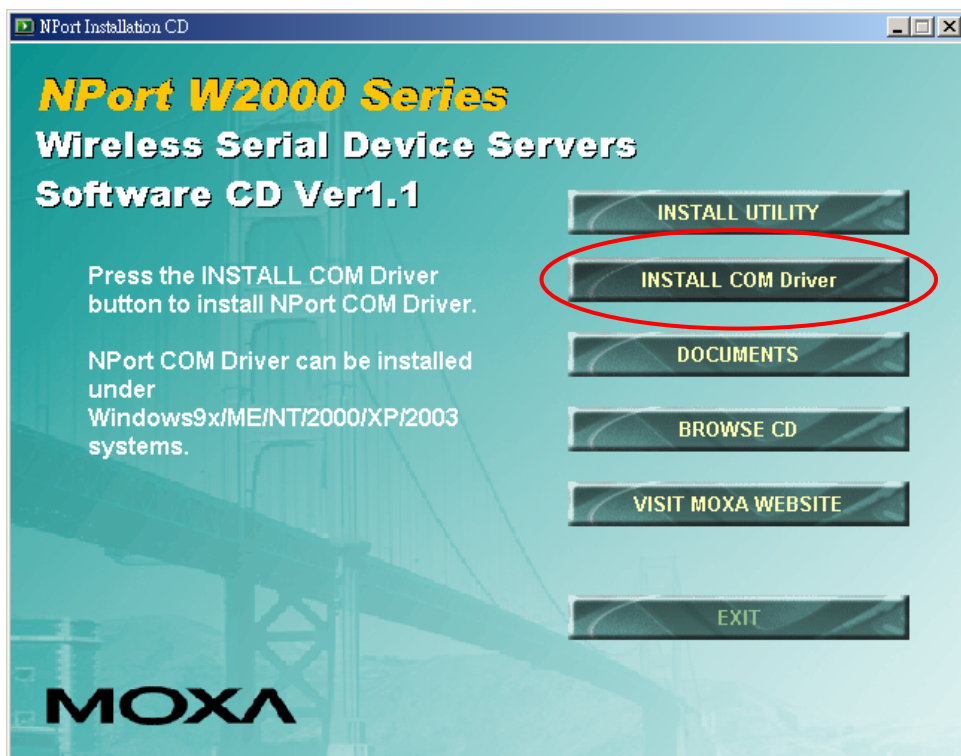 NPort Installation CD
NPort W2000 Series
Wireless Serial Device Servers
Software CD Ver1.1
Press the INSTALL COM Driver
button to install NPort COM Driver.
NPort COM Driver can be installed
under
Windows9x/ME/NT/2000/XP/2003
systems.
INSTALL UTILITY
INSTALL COM Driver
DOCUMENTS
BROWSE CD
VISIT MOXA WEBSITE
EXIT
MOXA